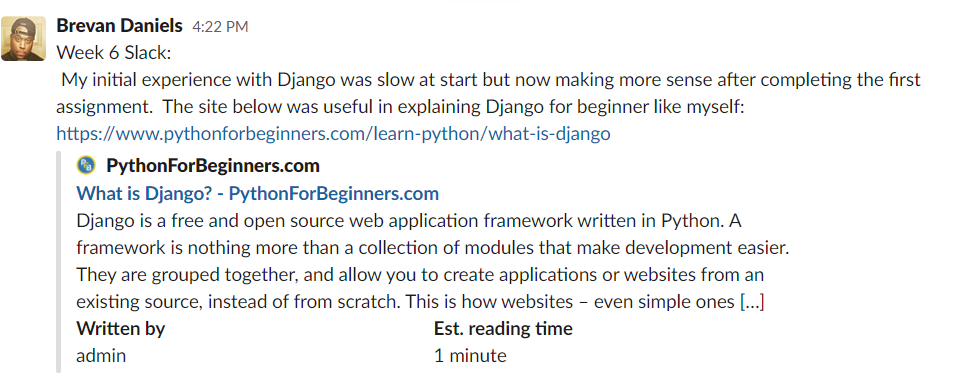 Brevan Daniels 4:22 PM
Week 6 Slack:
My initial experience with Django was slow at start but now making more sense after completing the first
assignment. The site below was useful in explaining Django for beginner like myself:
https://www.pythonforbeginners.com/learn-python/what-is-django
PythonForBeginners.com
What is Django? - PythonForBeginners.com
Django is a free and open source web application framework written in Python. A
framework is nothing more than a collection of modules that make development easier.
They are grouped together, and allow you to create applications or websites from an
existing source, instead of from scratch. This is how websites – even simple ones […]
Written by Est. reading time
admin 1 minute